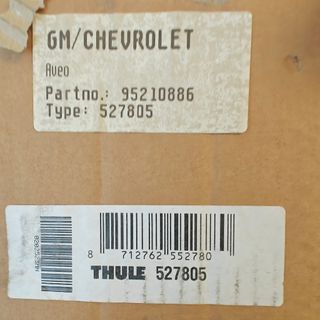 GM/CHEVROLET
Aveo
Partno.: 95210886
Type: 527805
8 712762 552780
THULE 527805